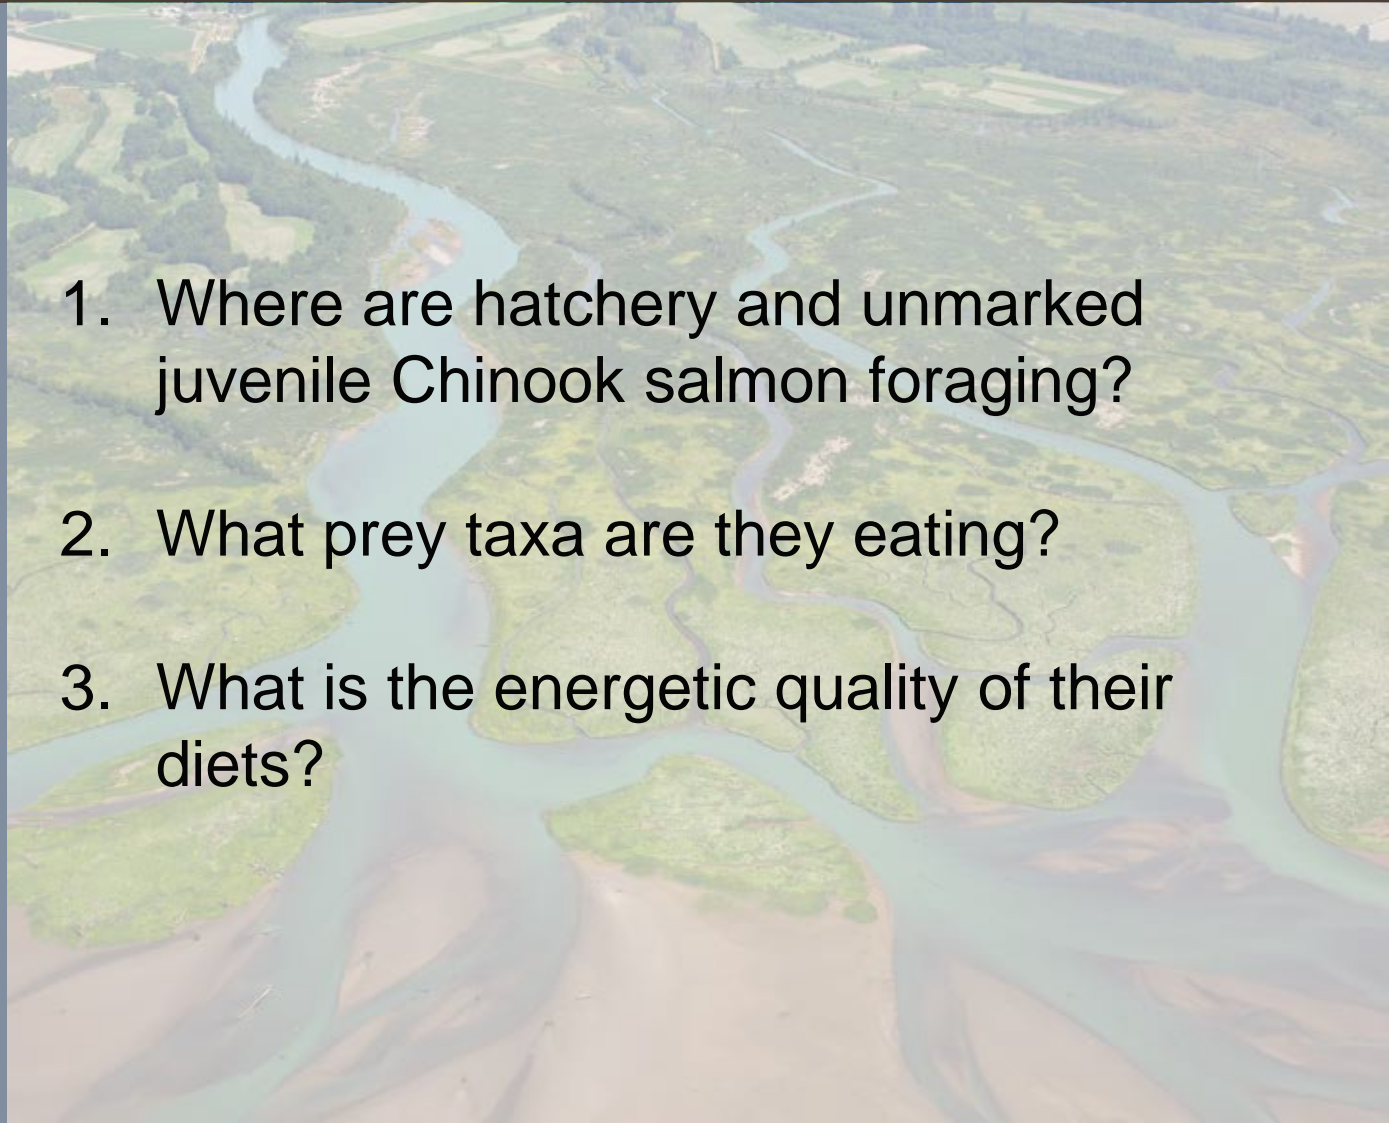 1. Where are hatchery and unmarked
juvenile Chinook salmon foraging?
2. What prey taxa are they eating?
3. What is the energetic quality of their
diets?